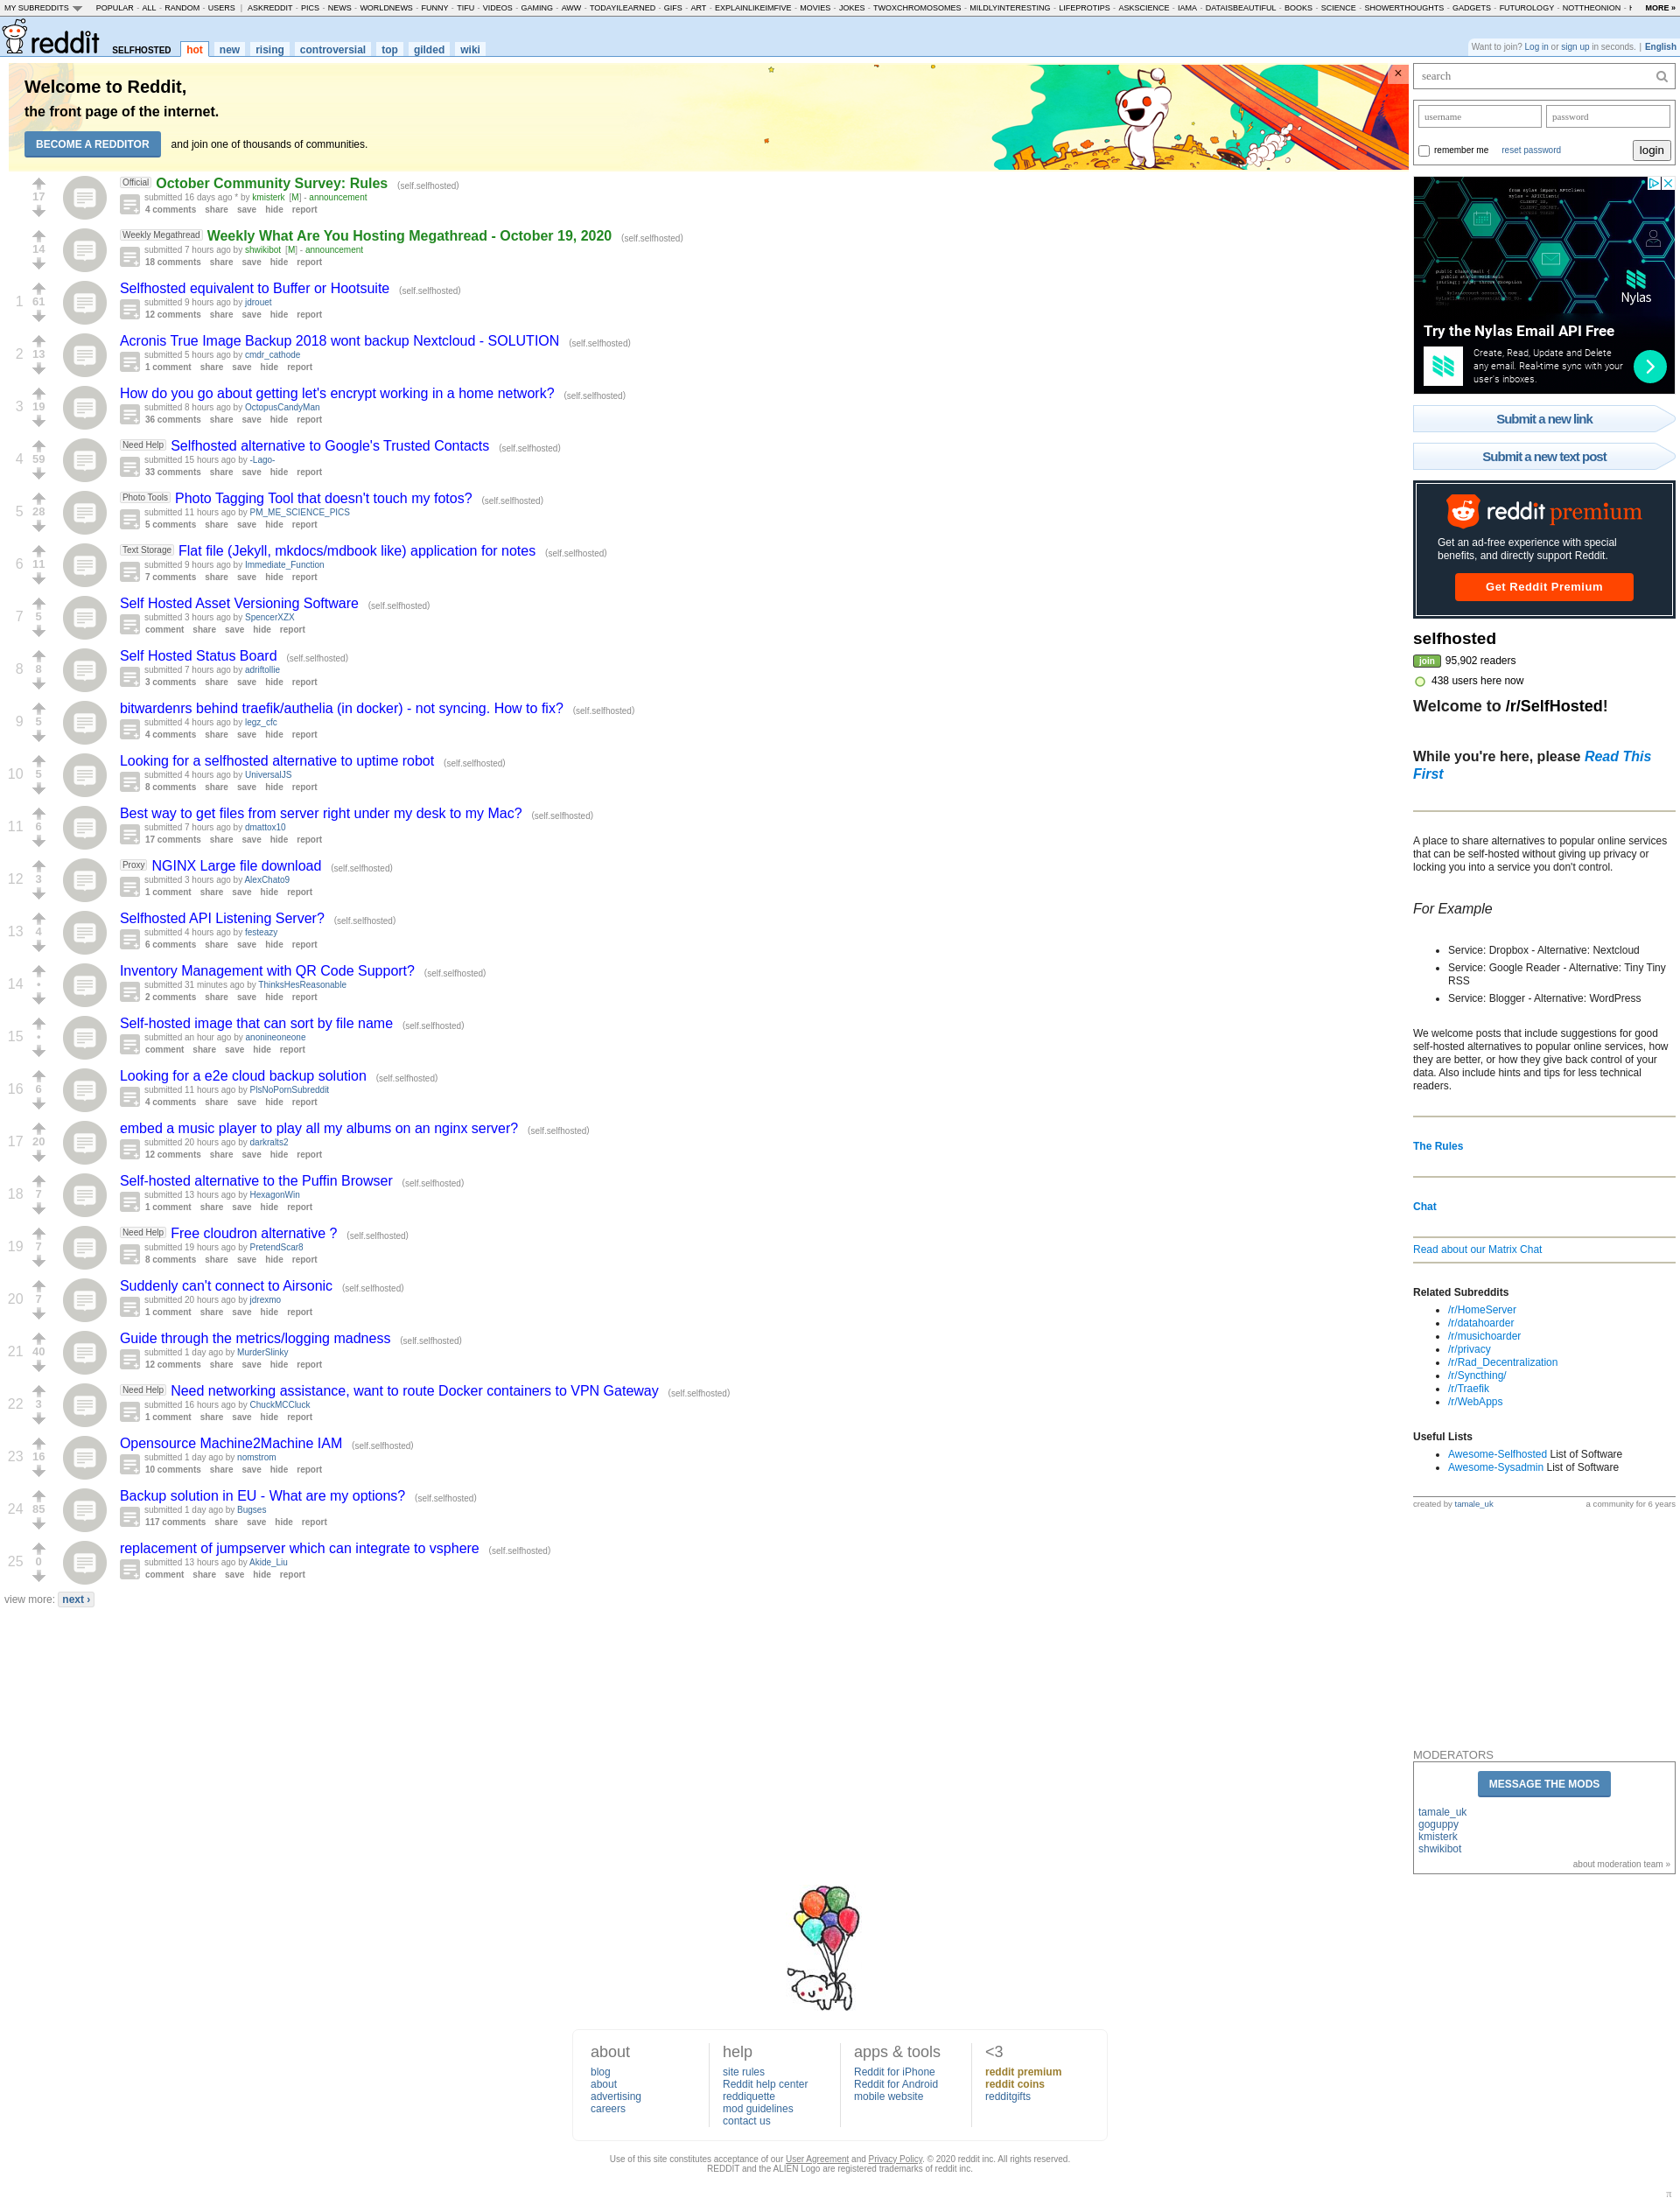 MY SUBREDDITS POPULAR - ALL - RANDOM - USERS | ASKREDDIT - PICS - NEWS - WORLDNEWS - FUNNY - TIFU - VIDEOS - GAMING - AWW - TODAYILEARNED - GIFS - ART - EXPLAINLIKEIMFIVE - MOVIES - JOKES - TWOXCHROMOSOMES - MILDLYINTERESTING - LIFEPROTIPS - ASKSCIENCE - IAMA - DATAISBEAUTIFUL - BOOKS - SCIENCE - SHOWERTHOUGHTS - GADGETS - FUTUROLOGY - NOTTHEONION - MORE »
reddit SELFHOSTED hot new rising controversial top gilded wiki
Want to join? Log in or sign up in seconds. | English
Welcome to Reddit,
the front page of the internet.
BECOME A REDDITOR and join one of thousands of communities.
×
17
Official October Community Survey: Rules (self.selfhosted)
submitted 16 days ago * by kmisterk [M] - announcement
4 comments share save hide report
14
Weekly Megathread Weekly What Are You Hosting Megathread - October 19, 2020 (self.selfhosted)
submitted 7 hours ago by shwikibot [M] - announcement
18 comments share save hide report
1 61
Selfhosted equivalent to Buffer or Hootsuite (self.selfhosted)
submitted 9 hours ago by jdrouet
12 comments share save hide report
2 13
Acronis True Image Backup 2018 wont backup Nextcloud - SOLUTION (self.selfhosted)
submitted 5 hours ago by cmdr_cathode
1 comment share save hide report
3 19
How do you go about getting let's encrypt working in a home network? (self.selfhosted)
submitted 8 hours ago by OctopusCandyMan
36 comments share save hide report
4 59
Need Help Selfhosted alternative to Google's Trusted Contacts (self.selfhosted)
submitted 15 hours ago by -Lago-
33 comments share save hide report
5 28
Photo Tools Photo Tagging Tool that doesn't touch my fotos? (self.selfhosted)
submitted 11 hours ago by PM_ME_SCIENCE_PICS
5 comments share save hide report
6 11
Text Storage Flat file (Jekyll, mkdocs/mdbook like) application for notes (self.selfhosted)
submitted 9 hours ago by Immediate_Function
7 comments share save hide report
7 5
Self Hosted Asset Versioning Software (self.selfhosted)
submitted 3 hours ago by SpencerXZX
comment share save hide report
8 8
Self Hosted Status Board (self.selfhosted)
submitted 7 hours ago by adriftollie
3 comments share save hide report
9 5
bitwardenrs behind traefik/authelia (in docker) - not syncing. How to fix? (self.selfhosted)
submitted 4 hours ago by legz_cfc
4 comments share save hide report
10 5
Looking for a selfhosted alternative to uptime robot (self.selfhosted)
submitted 4 hours ago by UniversalJS
8 comments share save hide report
11 6
Best way to get files from server right under my desk to my Mac? (self.selfhosted)
submitted 7 hours ago by dmattox10
17 comments share save hide report
12 3
Proxy NGINX Large file download (self.selfhosted)
submitted 3 hours ago by AlexChato9
1 comment share save hide report
13 4
Selfhosted API Listening Server? (self.selfhosted)
submitted 4 hours ago by festeazy
6 comments share save hide report
14 •
Inventory Management with QR Code Support? (self.selfhosted)
submitted 31 minutes ago by ThinksHesReasonable
2 comments share save hide report
15 •
Self-hosted image that can sort by file name (self.selfhosted)
submitted an hour ago by anonineoneone
comment share save hide report
16 6
Looking for a e2e cloud backup solution (self.selfhosted)
submitted 11 hours ago by PlsNoPornSubreddit
4 comments share save hide report
17 20
embed a music player to play all my albums on an nginx server? (self.selfhosted)
submitted 20 hours ago by darkralts2
12 comments share save hide report
18 7
Self-hosted alternative to the Puffin Browser (self.selfhosted)
submitted 13 hours ago by HexagonWin
1 comment share save hide report
19 7
Need Help Free cloudron alternative ? (self.selfhosted)
submitted 19 hours ago by PretendScar8
8 comments share save hide report
20 7
Suddenly can't connect to Airsonic (self.selfhosted)
submitted 20 hours ago by jdrexmo
1 comment share save hide report
21 40
Guide through the metrics/logging madness (self.selfhosted)
submitted 1 day ago by MurderSlinky
12 comments share save hide report
22 3
Need Help Need networking assistance, want to route Docker containers to VPN Gateway (self.selfhosted)
submitted 16 hours ago by ChuckMCCluck
1 comment share save hide report
23 16
Opensource Machine2Machine IAM (self.selfhosted)
submitted 1 day ago by nomstrom
10 comments share save hide report
24 85
Backup solution in EU - What are my options? (self.selfhosted)
submitted 1 day ago by Bugses
117 comments share save hide report
25 0
replacement of jumpserver which can integrate to vsphere (self.selfhosted)
submitted 13 hours ago by Akide_Liu
comment share save hide report
view more: next ›
search
username password
remember me reset password login
Nylas
Try the Nylas Email API Free
Create, Read, Update and Delete
any email. Real-time sync with your
user's inboxes.
Submit a new link
Submit a new text post
reddit premium
Get an ad-free experience with special
benefits, and directly support Reddit.
Get Reddit Premium
selfhosted
join 95,902 readers
438 users here now
Welcome to /r/SelfHosted!
While you're here, please Read This
First
A place to share alternatives to popular online services
that can be self-hosted without giving up privacy or
locking you into a service you don't control.
For Example
• Service: Dropbox - Alternative: Nextcloud
• Service: Google Reader - Alternative: Tiny Tiny
RSS
• Service: Blogger - Alternative: WordPress
We welcome posts that include suggestions for good
self-hosted alternatives to popular online services, how
they are better, or how they give back control of your
data. Also include hints and tips for less technical
readers.
The Rules
Chat
Read about our Matrix Chat
Related Subreddits
• /r/HomeServer
• /r/datahoarder
• /r/musichoarder
• /r/privacy
• /r/Rad_Decentralization
• /r/Syncthing/
• /r/Traefik
• /r/WebApps
Useful Lists
• Awesome-Selfhosted List of Software
• Awesome-Sysadmin List of Software
created by tamale_uk a community for 6 years
MODERATORS
MESSAGE THE MODS
tamale_uk
goguppy
kmisterk
shwikibot
about moderation team »
about
blog
about
advertising
careers
help
site rules
Reddit help center
reddiquette
mod guidelines
contact us
apps & tools
Reddit for iPhone
Reddit for Android
mobile website
<3
reddit premium
reddit coins
redditgifts
Use of this site constitutes acceptance of our User Agreement and Privacy Policy. © 2020 reddit inc. All rights reserved.
REDDIT and the ALIEN Logo are registered trademarks of reddit inc.
π